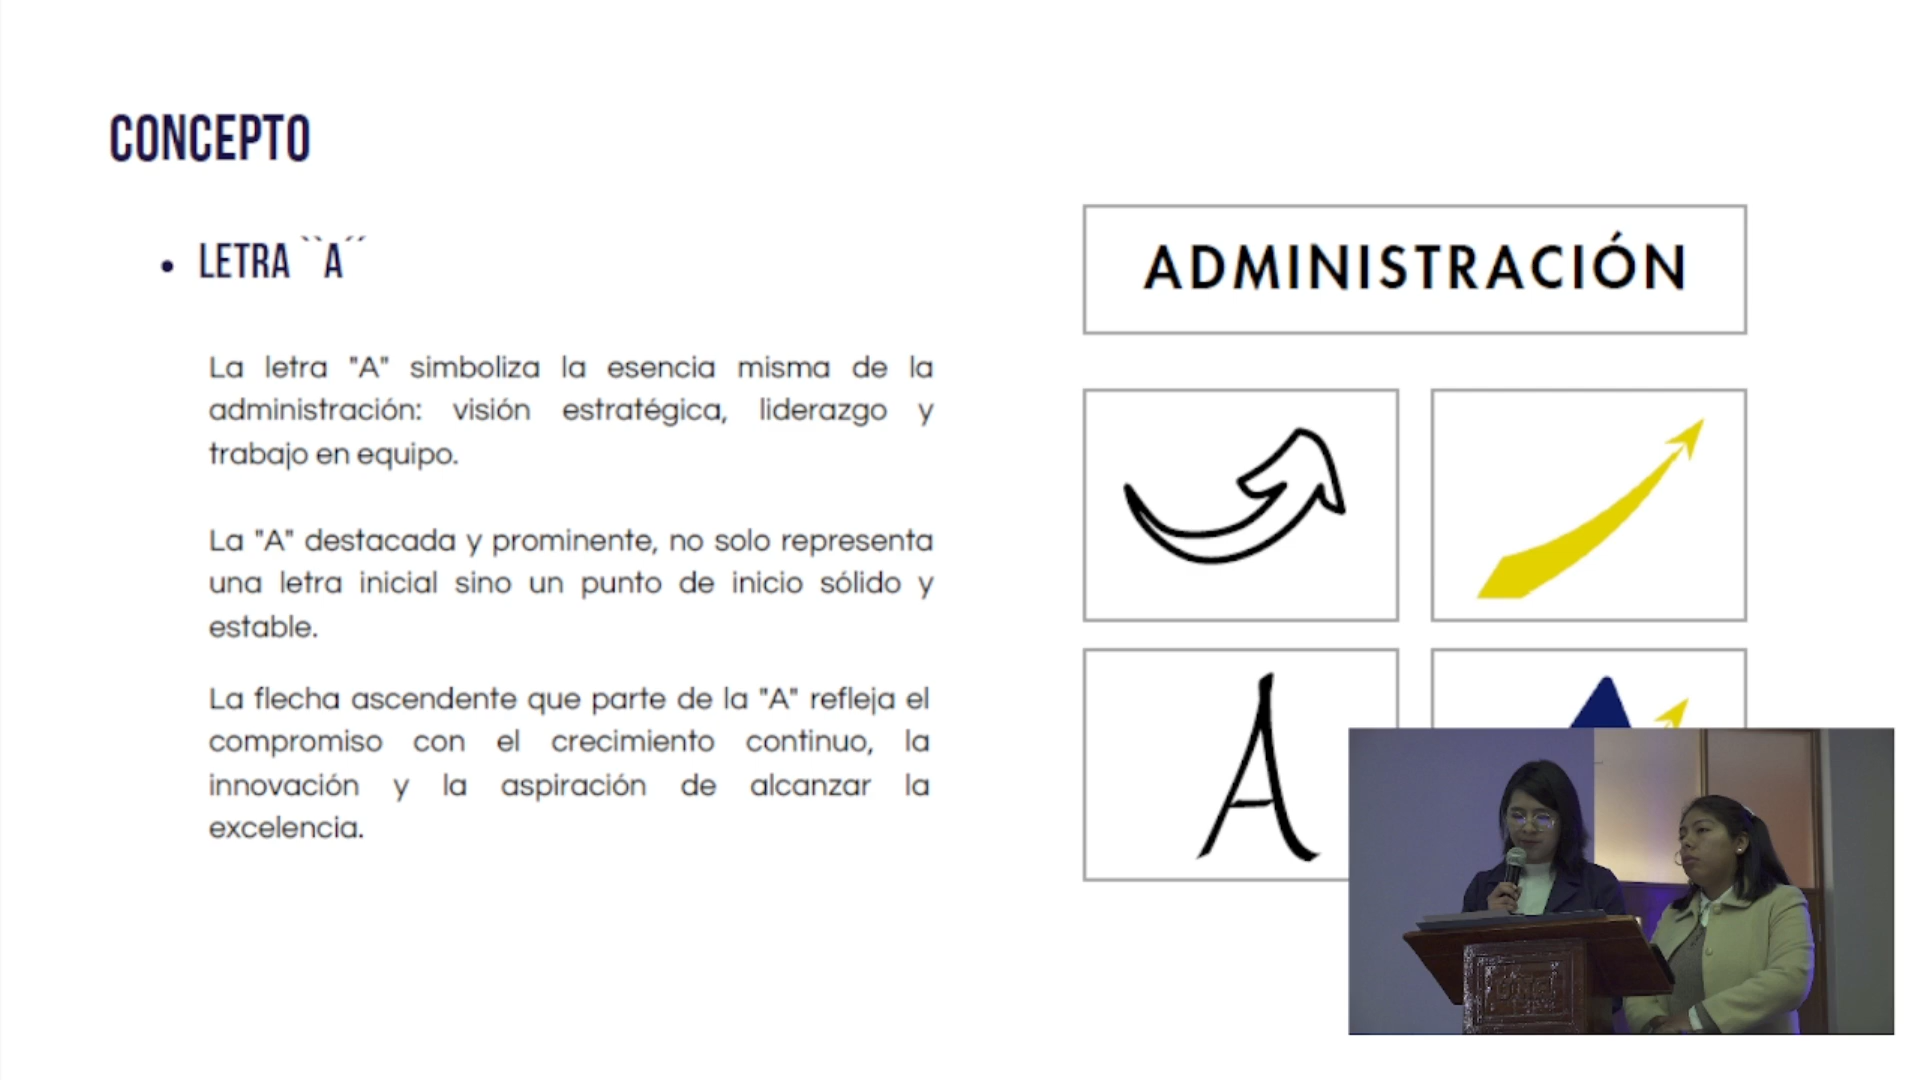 CONCEPTO
• LETRA ``A´´
La letra "A" simboliza la esencia misma de la
administración: visión estratégica, liderazgo y
trabajo en equipo.
La "A" destacada y prominente, no solo representa
una letra inicial sino un punto de inicio sólido y
estable.
La flecha ascendente que parte de la "A" refleja el
compromiso con el crecimiento continuo, la
innovación y la aspiración de alcanzar la
excelencia.
ADMINISTRACIÓN
A